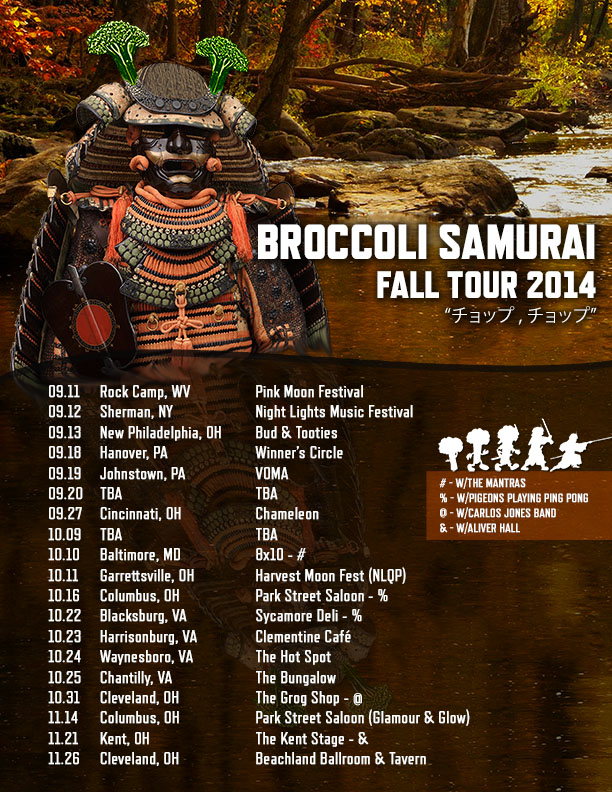 BROCCOLI SAMURAI
FALL TOUR 2014
“チョップ , チョップ”
09.11 Rock Camp, WV Pink Moon Festival
09.12 Sherman, NY Night Lights Music Festival
09.13 New Philadelphia, OH Bud & Tooties
09.18 Hanover, PA Winner's Circle
09.19 Johnstown, PA VOMA
09.20 TBA TBA
09.27 Cincinnati, OH Chameleon
10.09 TBA TBA
10.10 Baltimore, MD 8x10 - #
10.11 Garrettsville, OH Harvest Moon Fest (NLQP)
10.16 Columbus, OH Park Street Saloon - %
10.22 Blacksburg, VA Sycamore Deli - %
10.23 Harrisonburg, VA Clementine Café
10.24 Waynesboro, VA The Hot Spot
10.25 Chantilly, VA The Bungalow
10.31 Cleveland, OH The Grog Shop - @
11.14 Columbus, OH Park Street Saloon (Glamour & Glow)
11.21 Kent, OH The Kent Stage - &
11.26 Cleveland, OH Beachland Ballroom & Tavern
# - W/THE MANTRAS
% - W/PIGEONS PLAYING PING PONG
@ - W/CARLOS JONES BAND
& - W/ALIVER HALL